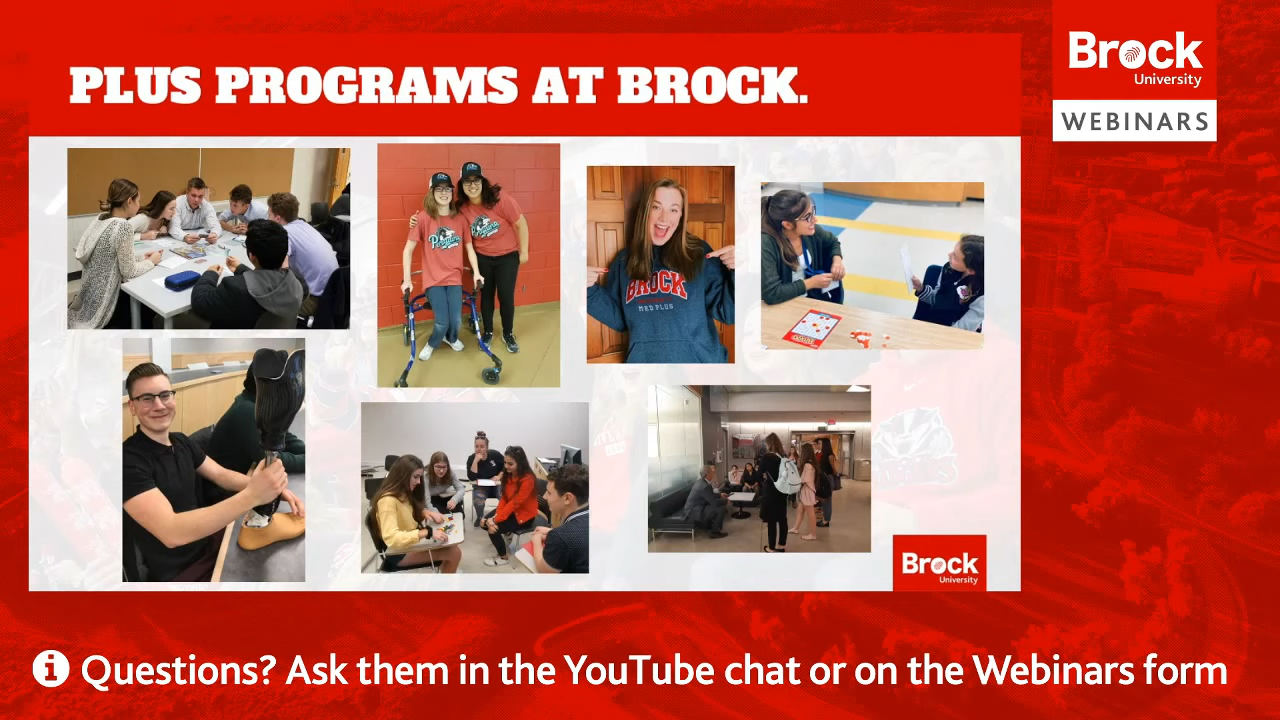 PLUS PROGRAMS AT BROCK.
Brock
University
WEBINARS
BROCK
MED PLUS
Brock
University
Questions? Ask them in the YouTube chat or on the Webinars form